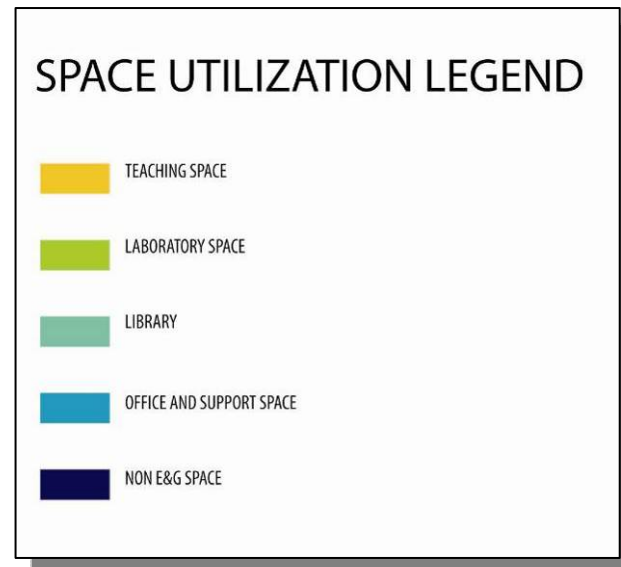 SPACE UTILIZATION LEGEND
TEACHING SPACE
LABORATORY SPACE
LIBRARY
OFFICE AND SUPPORT SPACE
NON E&G SPACE